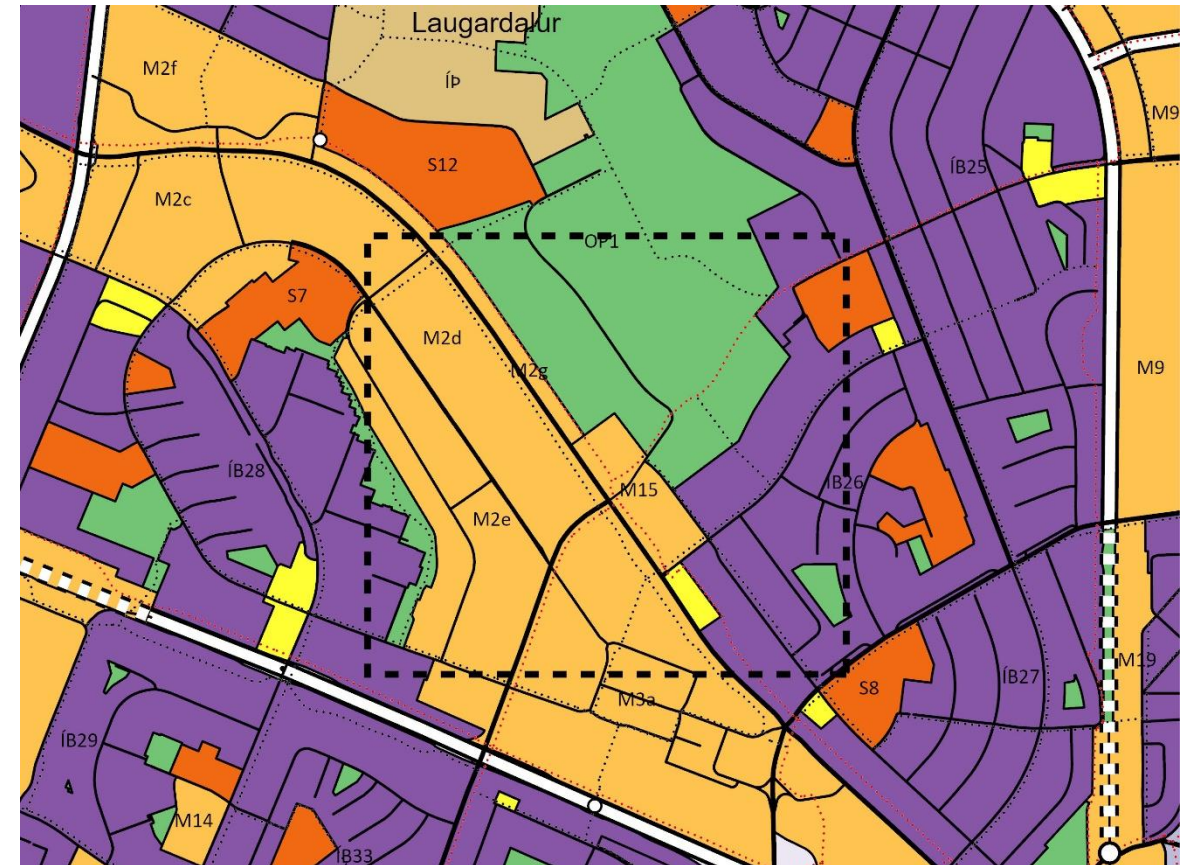 Laugardalur
M2f
ÍÞ
M9
S12
ÍB25
M2c
OP1
S7
M2d
M2g
M9
ÍB28
M15
ÍB26
M2e
M19
S8
ÍB27
M3a
ÍB29
M14
ÍB33